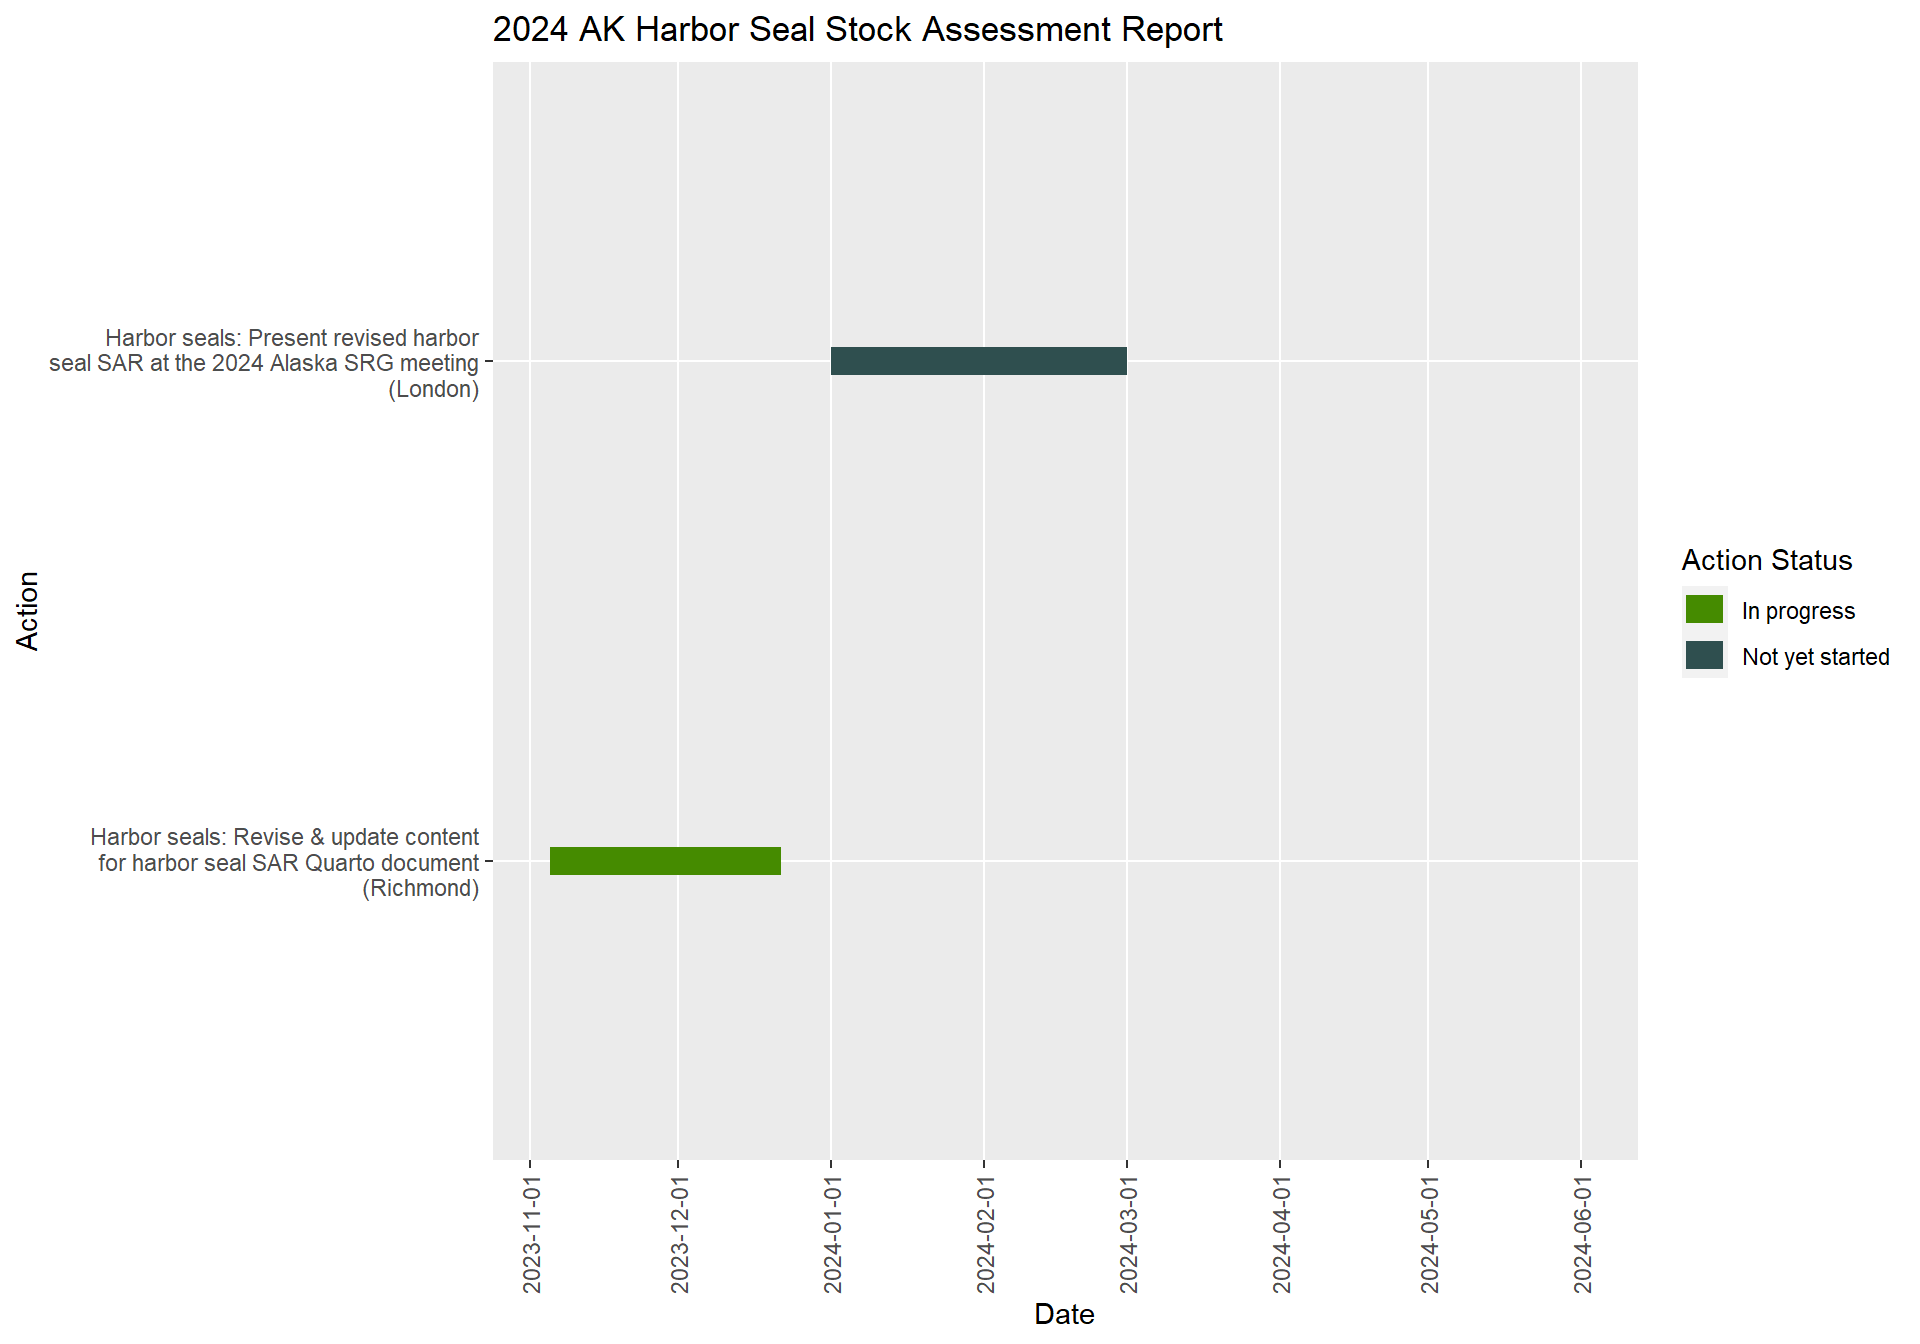 2024 AK Harbor Seal Stock Assessment Report
Harbor seals: Present revised harbor
seal SAR at the 2024 Alaska SRG meeting
(London)
Harbor seals: Revise & update content
for harbor seal SAR Quarto document
(Richmond)
Action
2023-11-01
2023-12-01
2024-01-01
2024-02-01
2024-03-01
2024-04-01
2024-05-01
2024-06-01
Date
Action Status
In progress
Not yet started